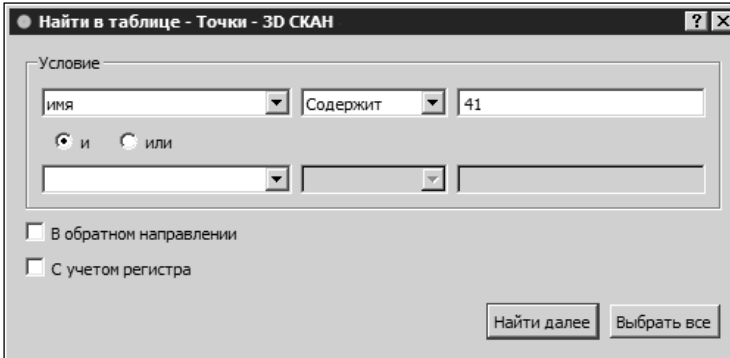 Найти в таблице - Точки - 3D СКАН ? X
Условие
имя Содержит 41
и или
В обратном направлении
С учетом регистра
Найти далее Выбрать все